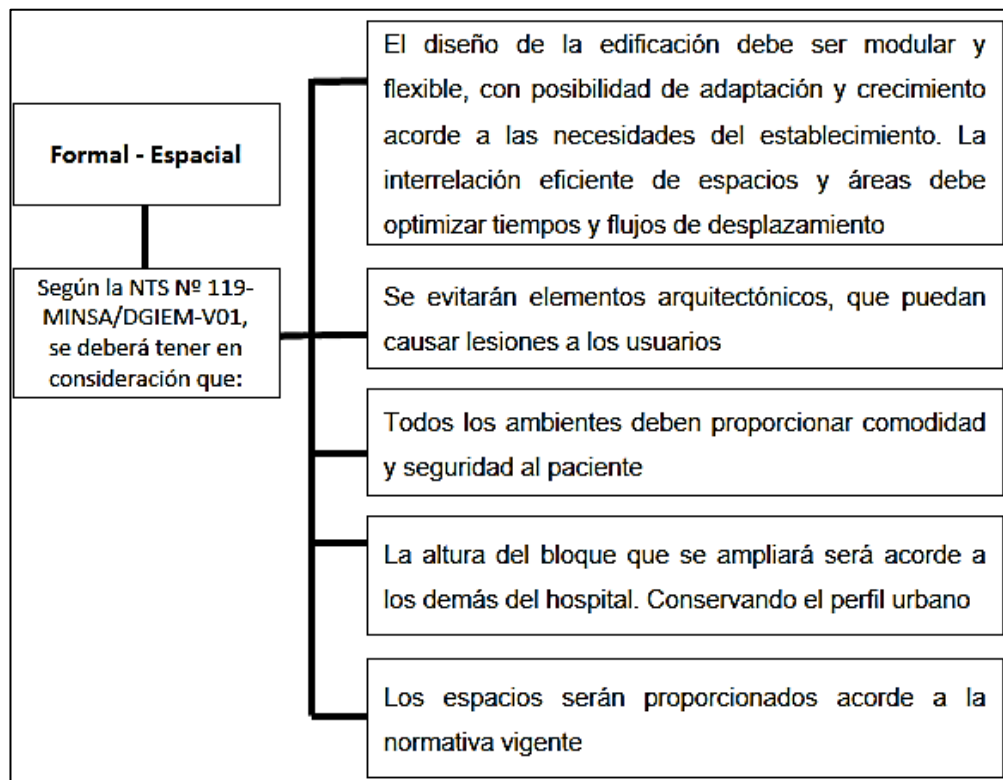 Formal - Espacial
Según la NTS Nº 119-
MINSA/DGIEM-V01,
se deberá tener en
consideración que:
El diseño de la edificación debe ser modular y
flexible, con posibilidad de adaptación y crecimiento
acorde a las necesidades del establecimiento. La
interrelación eficiente de espacios y áreas debe
optimizar tiempos y flujos de desplazamiento
Se evitarán elementos arquitectónicos, que puedan
causar lesiones a los usuarios
Todos los ambientes deben proporcionar comodidad
y seguridad al paciente
La altura del bloque que se ampliará será acorde a
los demás del hospital. Conservando el perfil urbano
Los espacios serán proporcionados acorde a la
normativa vigente